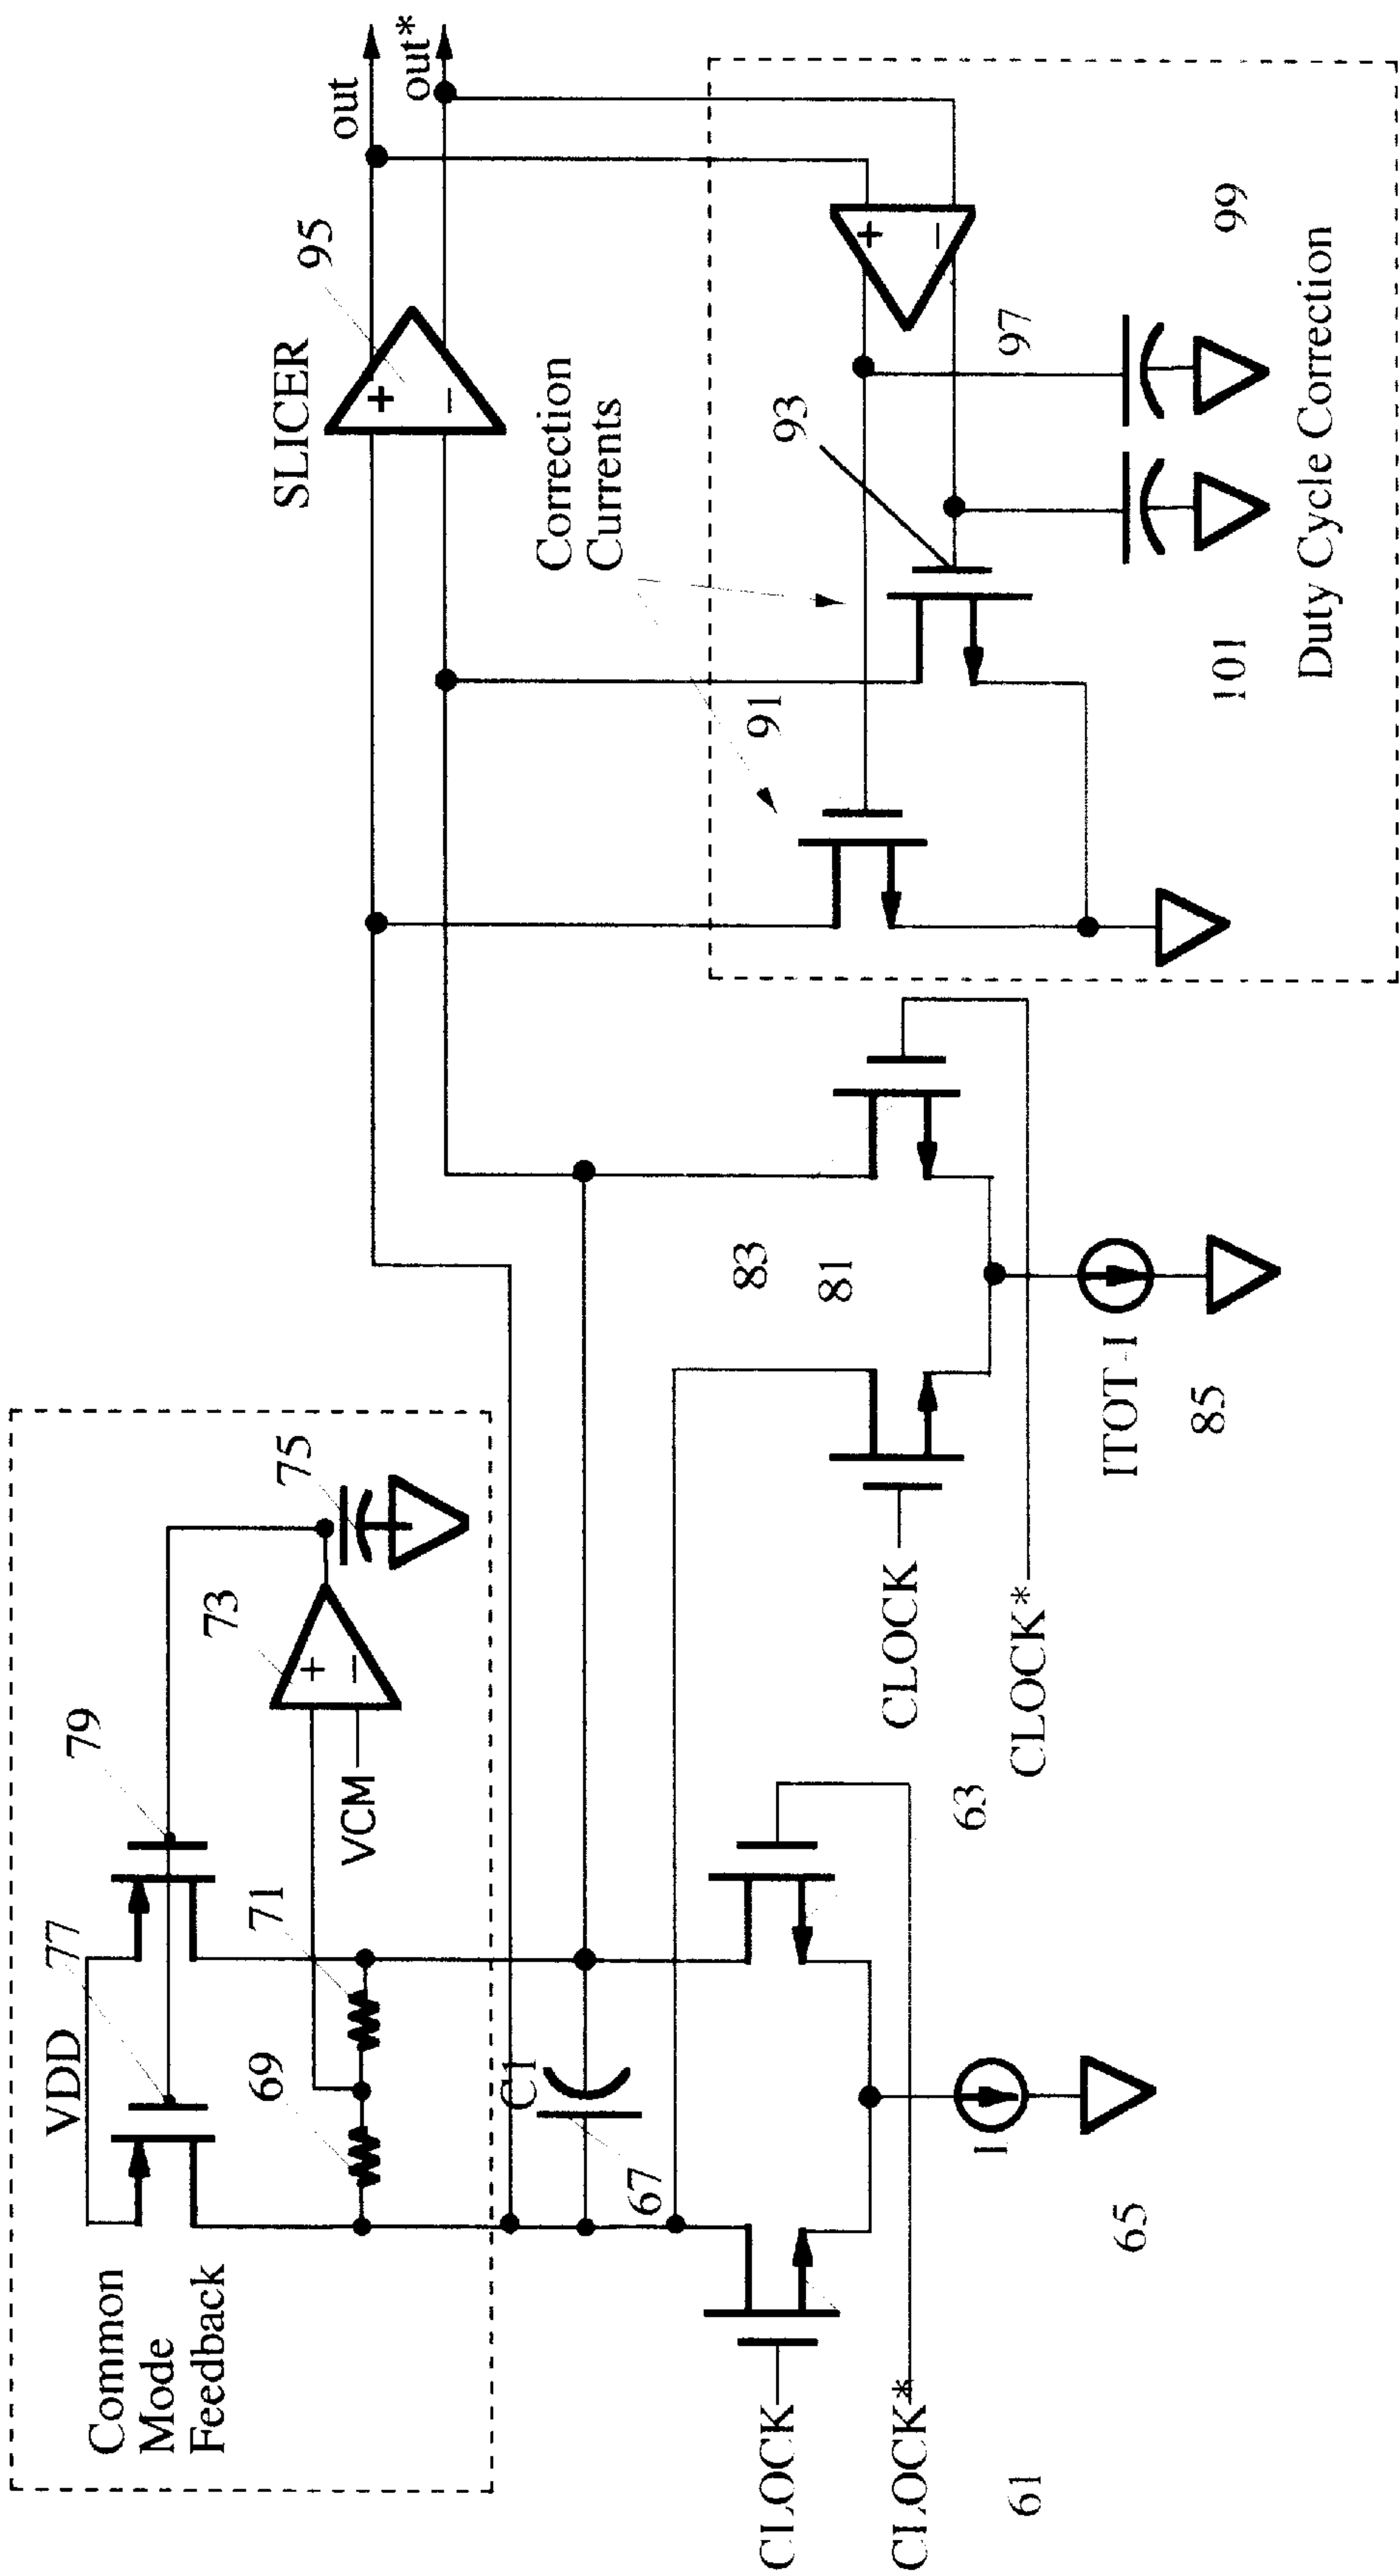 Common
Mode
Feedback
VDD
77
79
69
71
73
75
VCM
C1
67
CLOCK
CLOCK*
61
63
I
65
CLOCK
CLOCK*
83
81
ITOT-I
85
SLICER
95
out
out*
Correction
Currents
91
93
97
99
101
Duty Cycle Correction
+
−
+
−
+
−